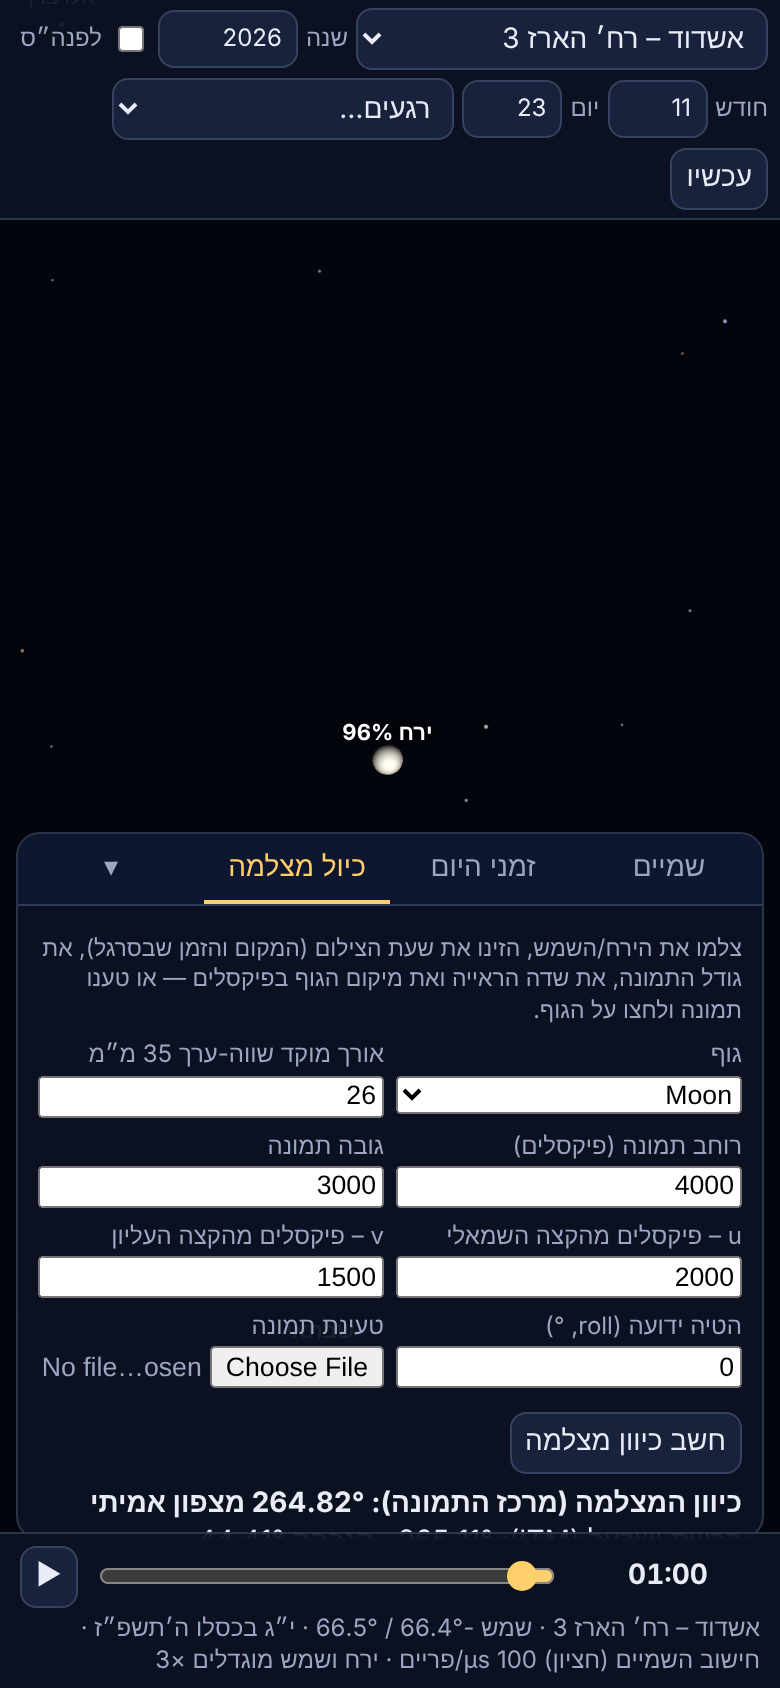 אשדוד – רח׳ הארז 3 שנה 2026 לפנה״ס
חודש 11 יום 23 רגעים...
עכשיו
ירח 96%
שמיים זמני היום כיול מצלמה ▼
צלמו את הירח/השמש, הזינו את שעת הצילום (המקום והזמן שבסרגל), את
גודל התמונה, את שדה הראייה ואת מיקום הגוף בפיקסלים — או טענו
תמונה ולחצו על הגוף.
גוף אורך מוקד שווה-ערך 35 מ״מ
Moon 26
רוחב תמונה (פיקסלים) גובה תמונה
4000 3000
u – פיקסלים מהקצה השמאלי v – פיקסלים מהקצה העליון
2000 1500
הטיה ידועה (roll, °) טעינת תמונה
0 Choose File No file…osen
חשב כיוון מצלמה
כיוון המצלמה (מרכז התמונה): 264.82° מצפון אמיתי
01:00
אשדוד – רח׳ הארז 3 · שמש -66.4° / 66.5° · י״ג בכסלו ה׳תשפ״ז ·
חישוב השמיים (חציון) 100 µs/פריים · ירח ושמש מוגדלים ×3